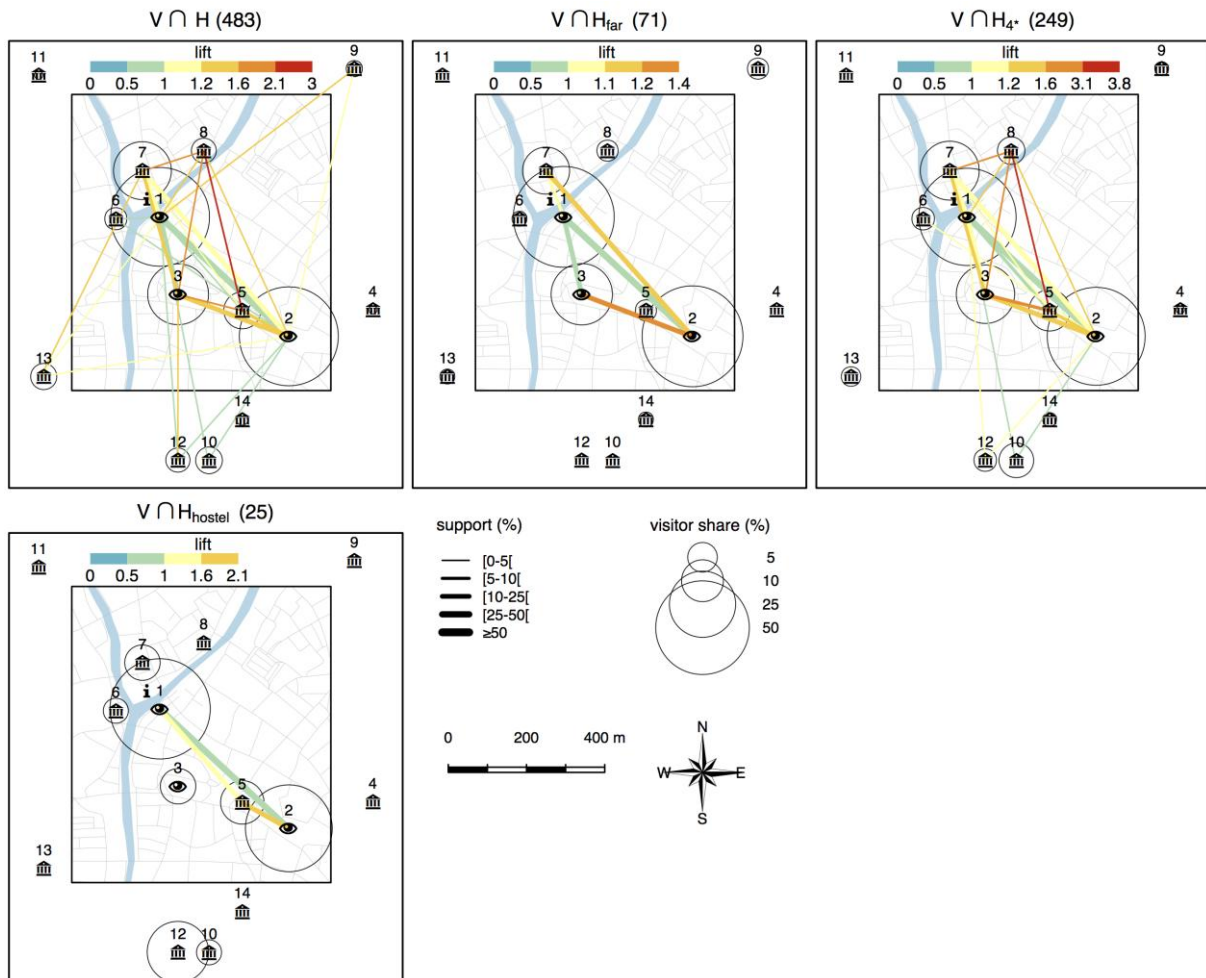 V ∩ H (483)
V ∩ Hfar (71)
V ∩ H4* (249)
11
lift
9
0 0.5 1 1.2 1.6 2.1 3
8
7
6
i 1
3
5
2
4
13
14
12 10
11
lift
9
0 0.5 1 1.1 1.2 1.4
8
7
6
i 1
3
5
2
4
13
14
12 10
11
lift
9
0 0.5 1 1.2 1.6 3.1 3.8
8
7
6
i 1
3
5
2
4
13
14
12 10
V ∩ Hhostel (25)
11
lift
9
0 0.5 1 1.6 2.1
8
7
6
i 1
3
5
2
4
13
14
12 10
support (%)
[0-5[
[5-10[
[10-25[
[25-50[
≥50
visitor share (%)
5
10
25
50
0 200 400 m
N
W E
S